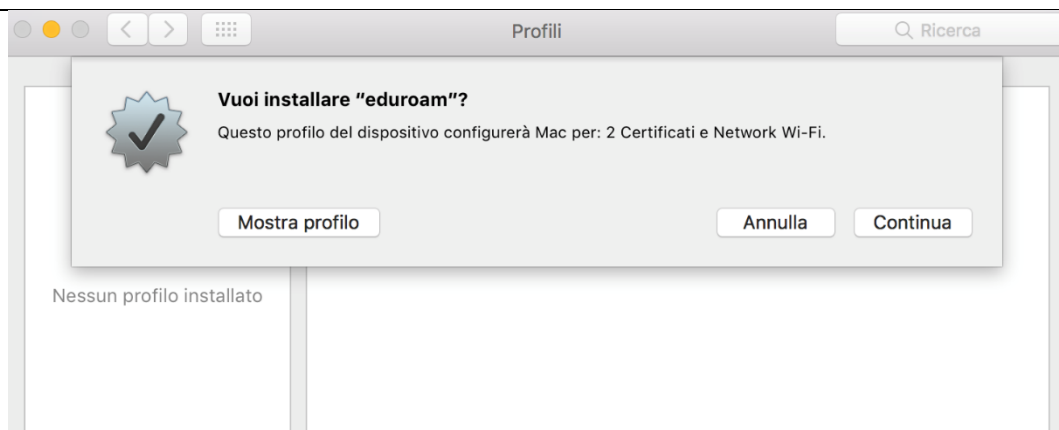 Profili
Ricerca
Vuoi installare “eduroam”?
Questo profilo del dispositivo configurerà Mac per: 2 Certificati e Network Wi-Fi.
Mostra profilo
Annulla
Continua
Nessun profilo installato